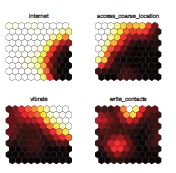 internet
access_coarse_location
vibrate
write_contacts